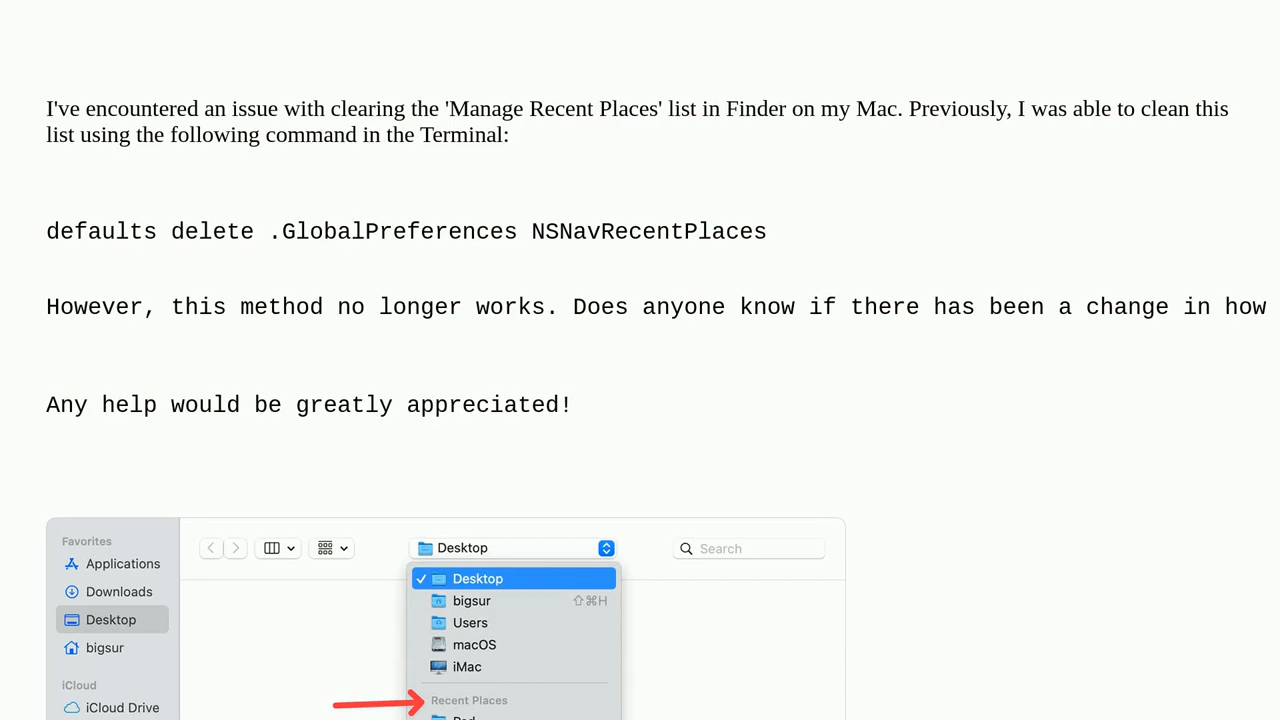 I've encountered an issue with clearing the 'Manage Recent Places' list in Finder on my Mac. Previously, I was able to clean this
list using the following command in the Terminal:
defaults delete .GlobalPreferences NSNavRecentPlaces
However, this method no longer works. Does anyone know if there has been a change in how
Any help would be greatly appreciated!
Favorites
Applications
Downloads
Desktop
bigsur
iCloud
iCloud Drive
Desktop
Search
Desktop
bigsur ⇧⌘H
Users
macOS
iMac
Recent Places